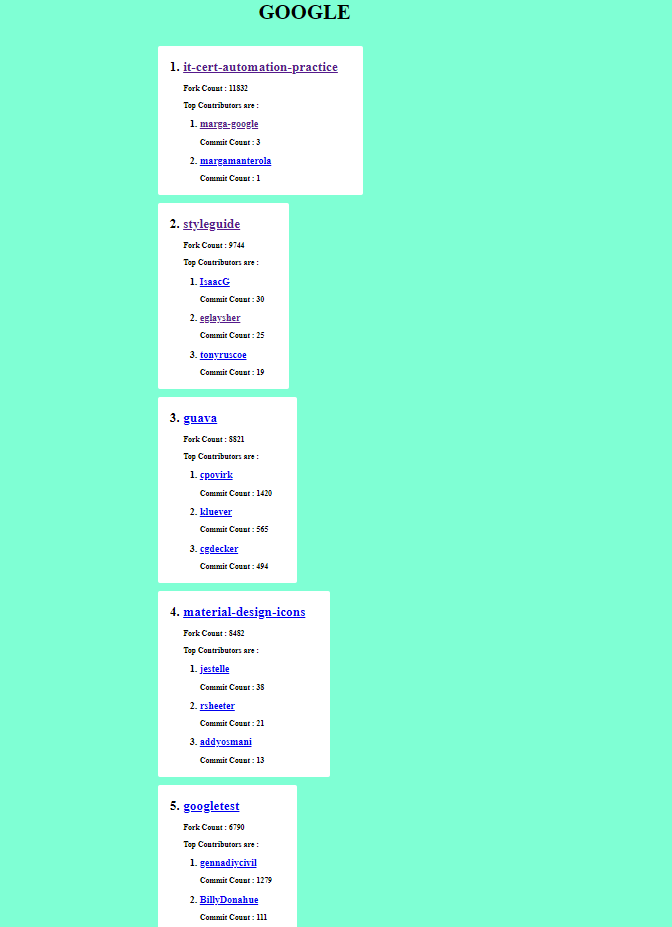 GOOGLE
1. it-cert-automation-practice
Fork Count : 11832
Top Contributors are :
1. marga-google
Commit Count : 3
2. margamanterola
Commit Count : 1
2. styleguide
Fork Count : 9744
Top Contributors are :
1. IsaacG
Commit Count : 30
2. eglaysher
Commit Count : 25
3. tonyruscoe
Commit Count : 19
3. guava
Fork Count : 8821
Top Contributors are :
1. cpovirk
Commit Count : 1420
2. kluever
Commit Count : 565
3. cgdecker
Commit Count : 494
4. material-design-icons
Fork Count : 8482
Top Contributors are :
1. jestelle
Commit Count : 38
2. rsheeter
Commit Count : 21
3. addyosmani
Commit Count : 13
5. googletest
Fork Count : 6790
Top Contributors are :
1. gennadiycivil
Commit Count : 1279
2. BillyDonahue
Commit Count : 111